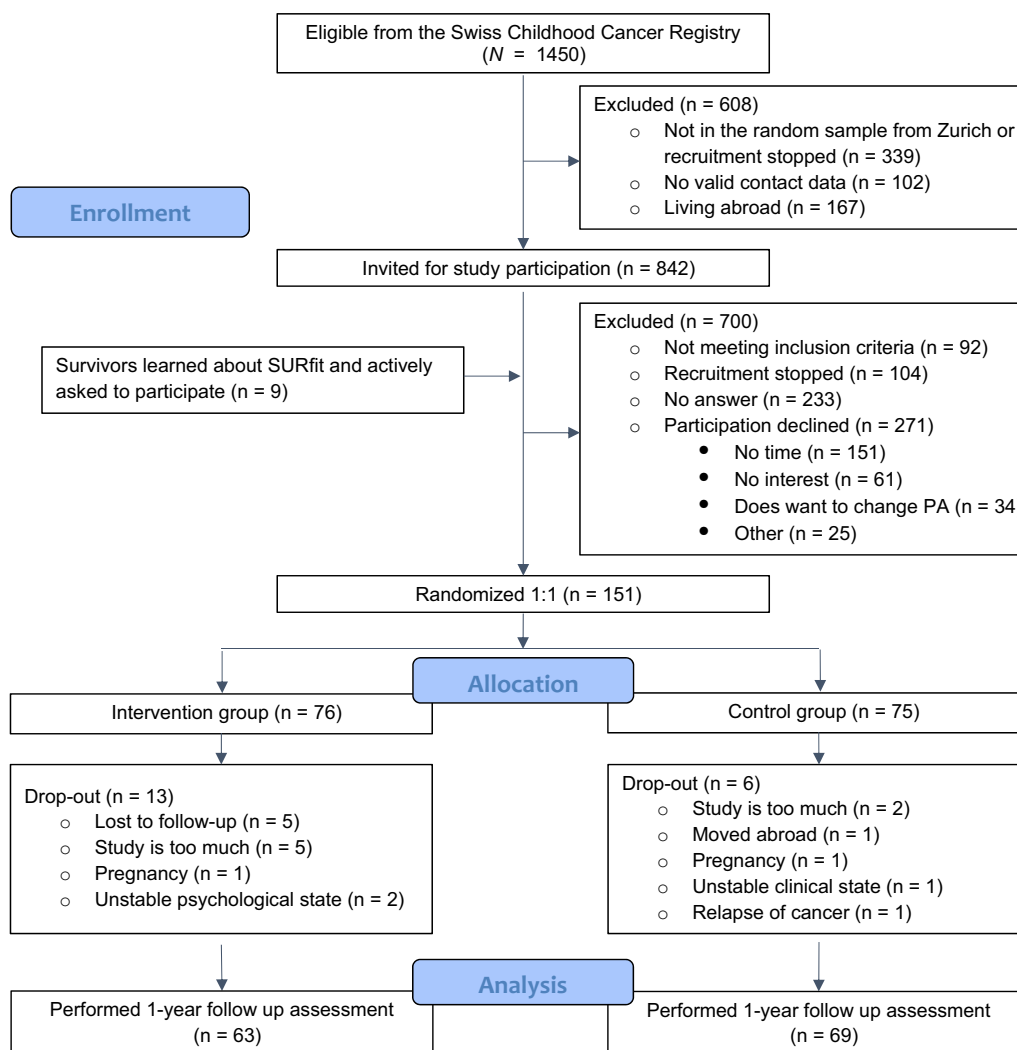 Eligible from the Swiss Childhood Cancer Registry
(N = 1450)
Excluded (n = 608)
o Not in the random sample from Zurich or
recruitment stopped (n = 339)
o No valid contact data (n = 102)
o Living abroad (n = 167)
Enrollment
Invited for study participation (n = 842)
Excluded (n = 700)
o Not meeting inclusion criteria (n = 92)
o Recruitment stopped (n = 104)
o No answer (n = 233)
o Participation declined (n = 271)
• No time (n = 151)
• No interest (n = 61)
• Does want to change PA (n = 34
• Other (n = 25)
Survivors learned about SURfit and actively
asked to participate (n = 9)
Randomized 1:1 (n = 151)
Allocation
Intervention group (n = 76)
Control group (n = 75)
Drop-out (n = 13)
o Lost to follow-up (n = 5)
o Study is too much (n = 5)
o Pregnancy (n = 1)
o Unstable psychological state (n = 2)
Drop-out (n = 6)
o Study is too much (n = 2)
o Moved abroad (n = 1)
o Pregnancy (n = 1)
o Unstable clinical state (n = 1)
o Relapse of cancer (n = 1)
Analysis
Performed 1-year follow up assessment
(n = 63)
Performed 1-year follow up assessment
(n = 69)